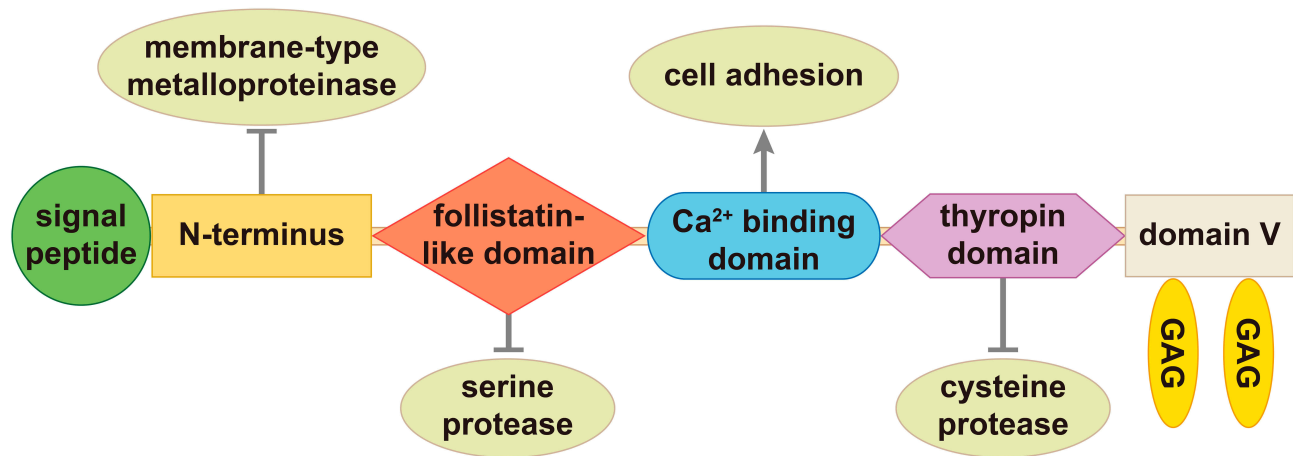 membrane-type
metalloproteinase
cell adhesion
signal
peptide
N-terminus
follistatin-
like domain
Ca²⁺ binding
domain
thyropin
domain
domain V
serine
protease
cysteine
protease
GAG
GAG